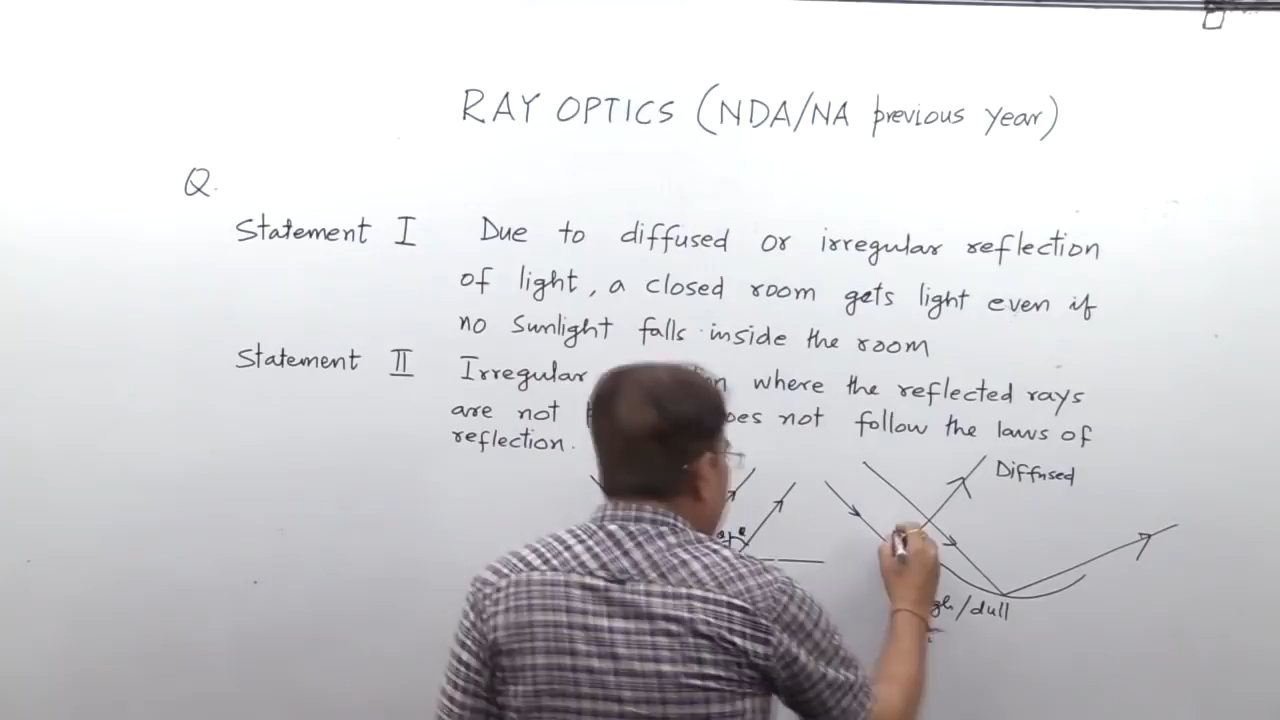 RAY OPTICS (NDA/NA previous year)
Q.
Statement I Due to diffused or irregular reflection
of light, a closed room gets light even if
no Sunlight falls inside the room
Statement II Irregular where the reflected rays
are not not follow the laws of
reflection.
Diffused
/dull